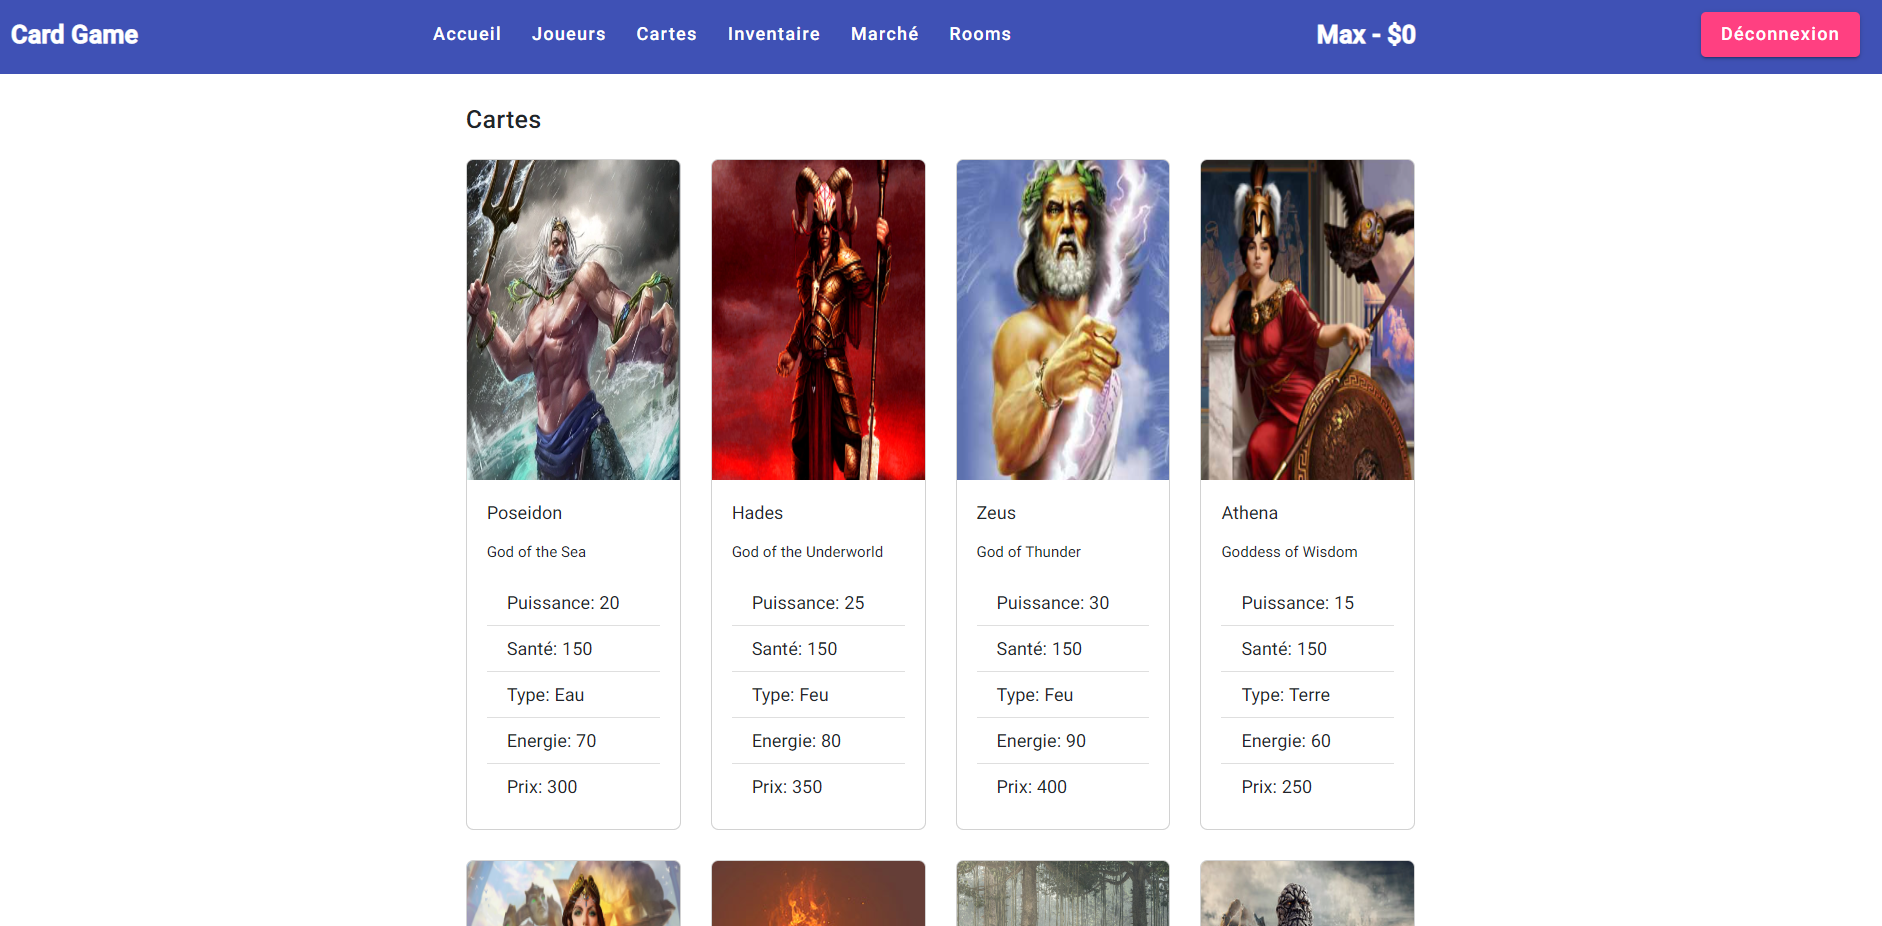 Card Game
Accueil
Joueurs
Cartes
Inventaire
Marché
Rooms
Max - $0
Déconnexion
Cartes
Poseidon
God of the Sea
Puissance: 20
Santé: 150
Type: Eau
Energie: 70
Prix: 300
Hades
God of the Underworld
Puissance: 25
Santé: 150
Type: Feu
Energie: 80
Prix: 350
Zeus
God of Thunder
Puissance: 30
Santé: 150
Type: Feu
Energie: 90
Prix: 400
Athena
Goddess of Wisdom
Puissance: 15
Santé: 150
Type: Terre
Energie: 60
Prix: 250